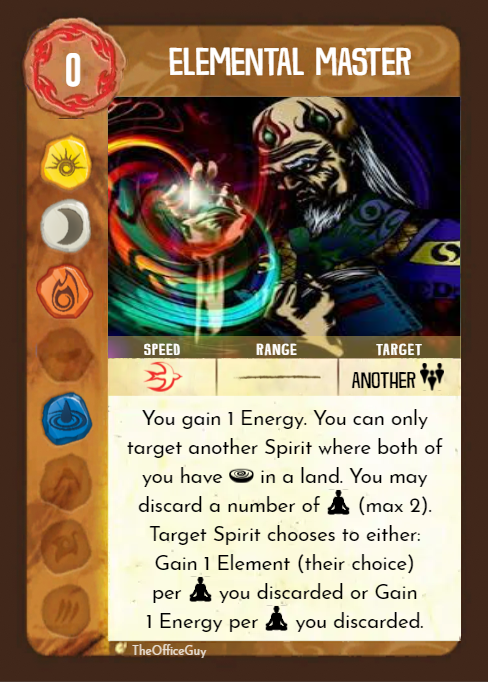 0
ELEMENTAL MASTER
SPEED RANGE TARGET
ANOTHER
You gain 1 Energy. You can only
target another Spirit where both of
you have in a land. You may
discard a number of (max 2).
Target Spirit chooses to either:
Gain 1 Element (their choice)
per you discarded or Gain
1 Energy per you discarded.
TheOfficeGuy